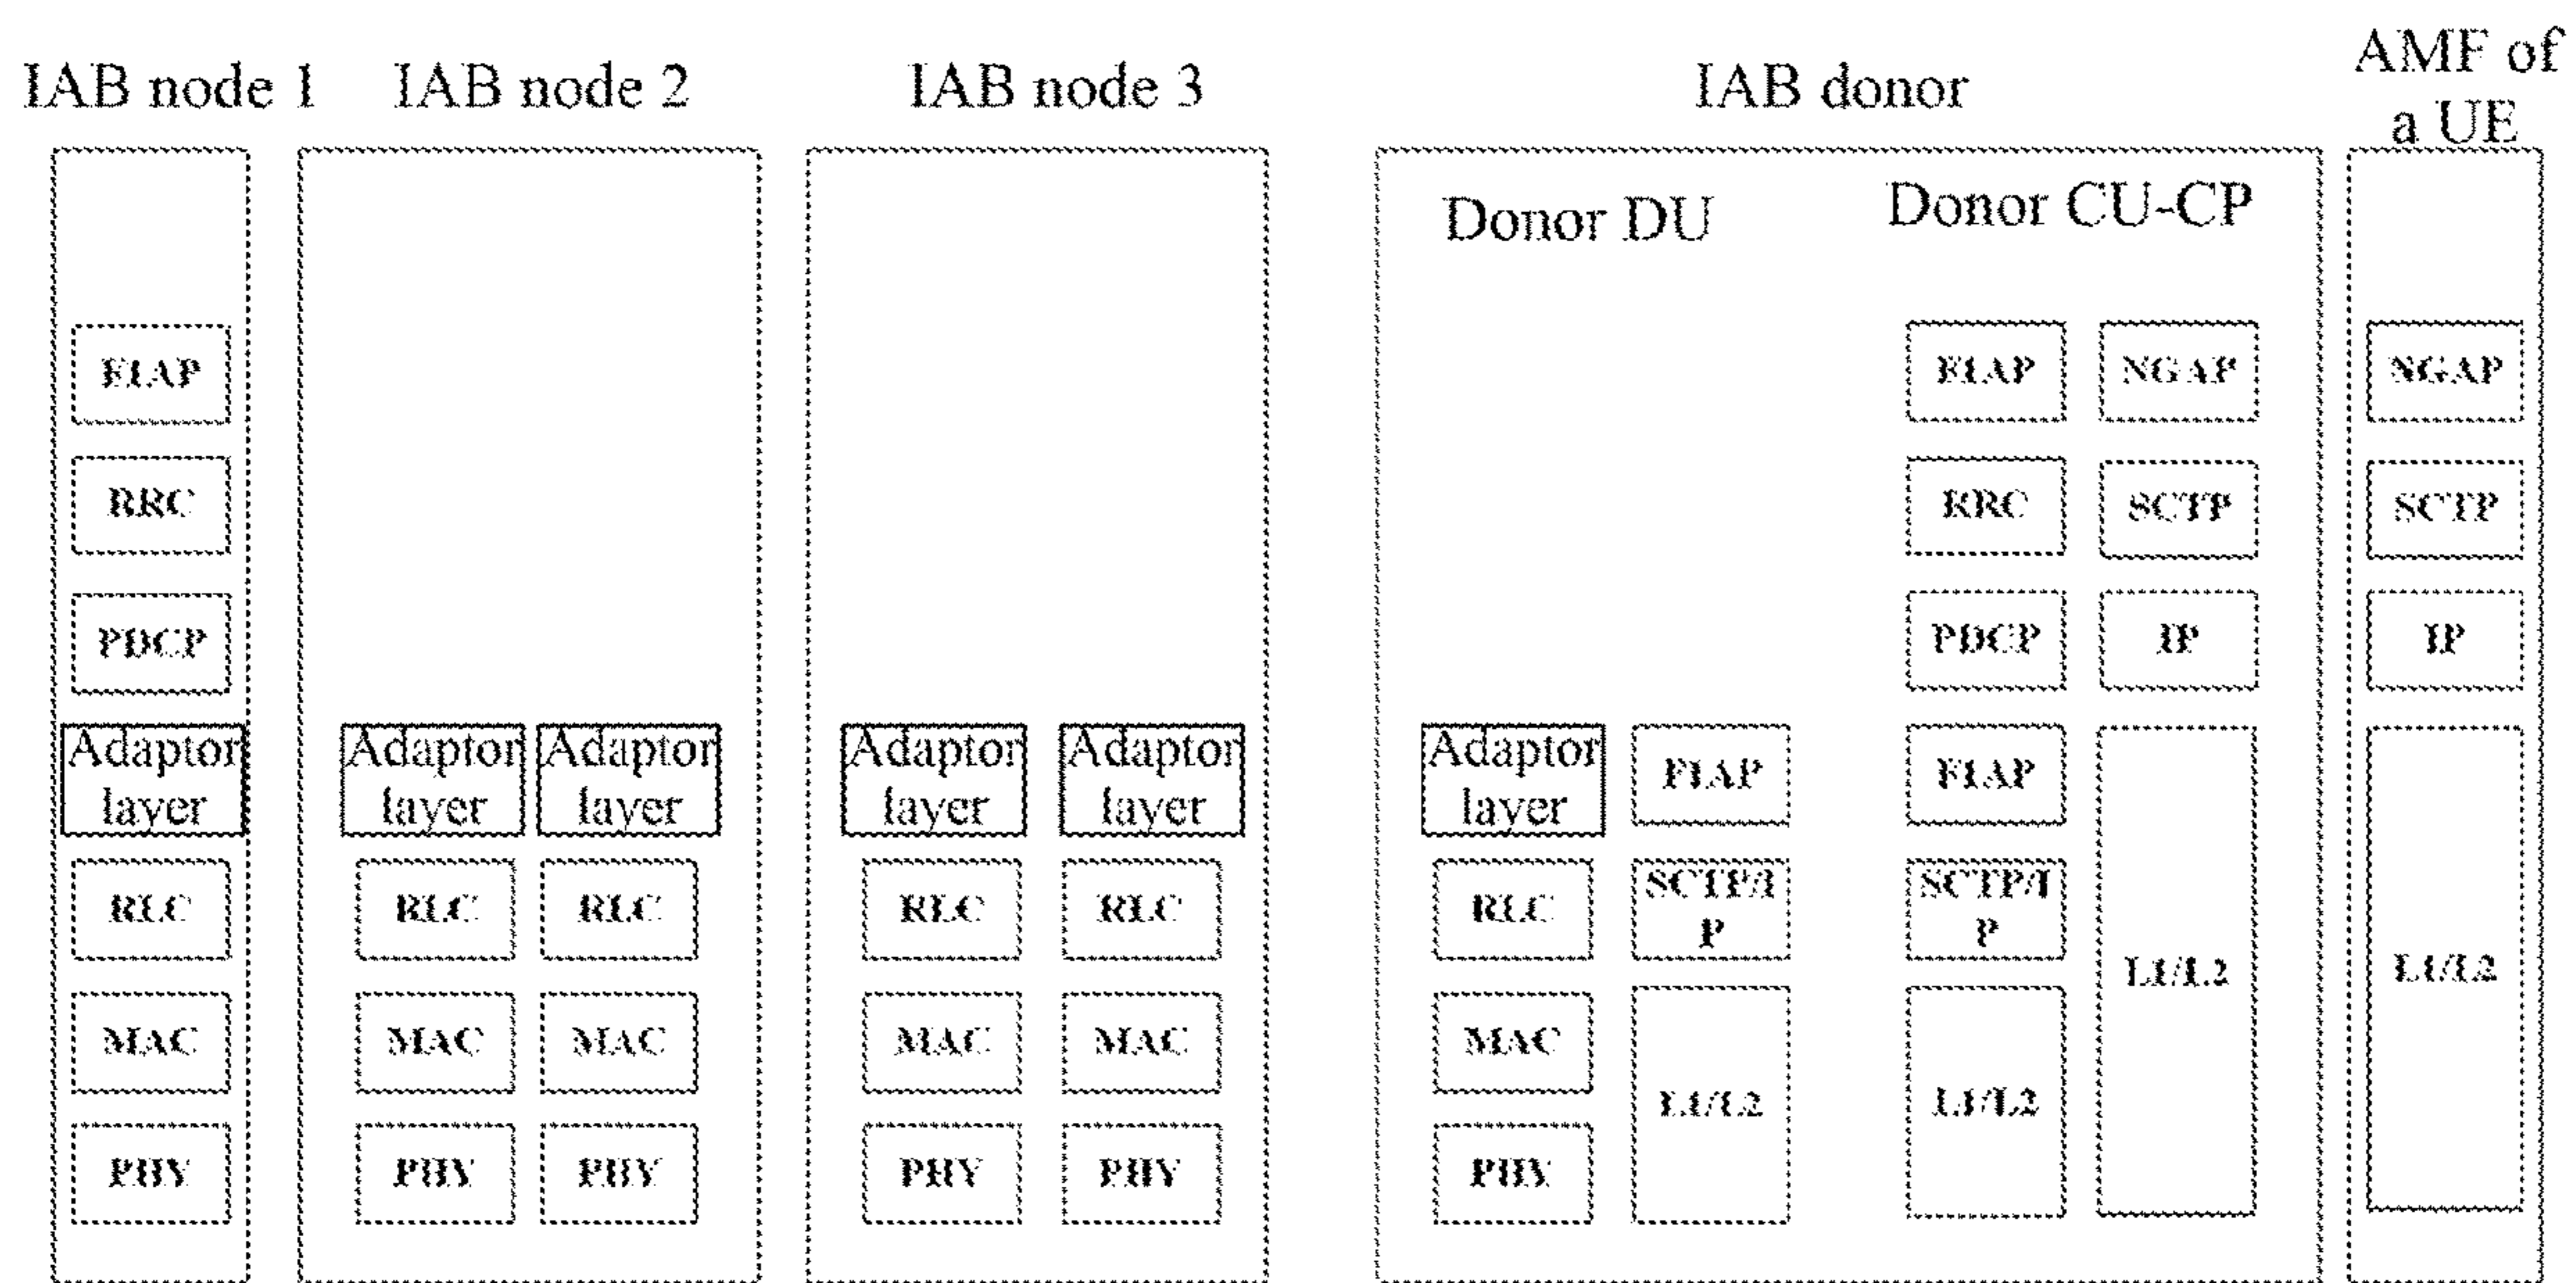 IAB node 1
IAB node 2
IAB node 3
IAB donor
AMF of
a UE
F1AP
RRC
PDCP
Adaptor
layer
RLC
MAC
PHY
Adaptor
layer
RLC
MAC
PHY
Adaptor
layer
RLC
MAC
PHY
Adaptor
layer
RLC
MAC
PHY
Adaptor
layer
RLC
MAC
PHY
Donor DU
Adaptor
layer
RLC
MAC
PHY
F1AP
SCTP/I
P
L1/L2
Donor CU-CP
F1AP
RRC
PDCP
F1AP
SCTP/I
P
L1/L2
NGAP
SCTP
IP
L1/L2
NGAP
SCTP
IP
L1/L2